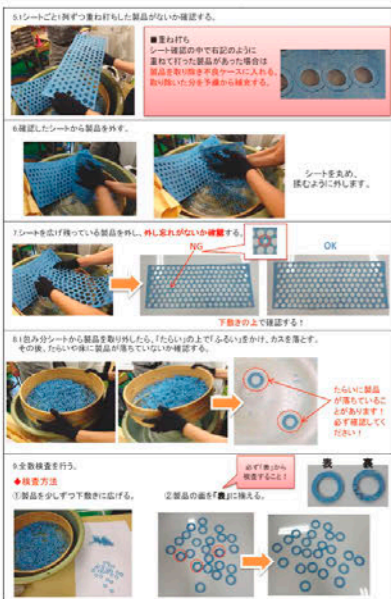 5.1シートごと1列ずつ重ね打ちした製品がないか確認する。
■重ね打ち
シート確認の中で右記のように
重ねて打った製品があった場合は
製品を取り除き不良ケースに入れる。
取り除いた分を予備から補充する。
6.確認したシートから製品を外す。
シートを丸め、
揉むように外します。
7.シートを広げ残っている製品を外し、外し忘れがないか確認する。
NG
OK
下敷きの上で確認する！
8.1包み分シートから製品を取り外したら、「たらい」の上で「ふるい」をかけ、カスを落とす。
その後、たらいや床に製品が落ちていないか確認する。
たらいに製品
が落ちているこ
とがあります！
必ず確認してく
ださい！
9.全数検査を行う。
◆検査方法
必ず「表」から
検査すること！
表 裏
①製品を少しずつ下敷きに広げる。
②製品の面を「表」に揃える。